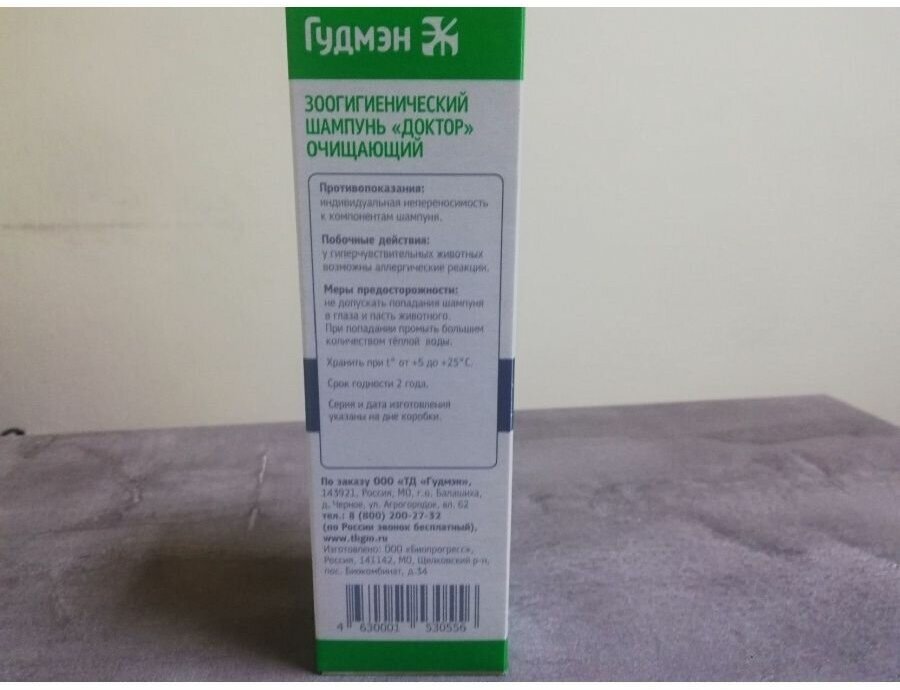 Гудмэн
ЗООГИГИЕНИЧЕСКИЙ
ШАМПУНЬ «ДОКТОР»
ОЧИЩАЮЩИЙ
Противопоказания:
индивидуальная непереносимость
к компонентам шампуня.
Побочные действия:
у гиперчувствительных животных
возможны аллергические реакции.
Меры предосторожности:
не допускать попадания шампуня
в глаза и пасть животного.
При попадании промыть большим
количеством тёплой воды.
Хранить при t° от +5 до +25°С.
Срок годности 2 года.
Серия и дата изготовления
указаны на дне коробки.
По заказу ООО «ТД «Гудмэн»,
143921, Россия, МО, г.о. Балашиха,
д. Черное, ул. Агрогородок, вл. 62
тел.: 8 (800) 200-27-32
(по России звонок бесплатный),
www.tdgm.ru
Изготовлено: ООО «Биопрогресс»,
Россия, 141142, МО, Щелковский р-н,
пос. Биокомбинат, д.34
4 630001 530556